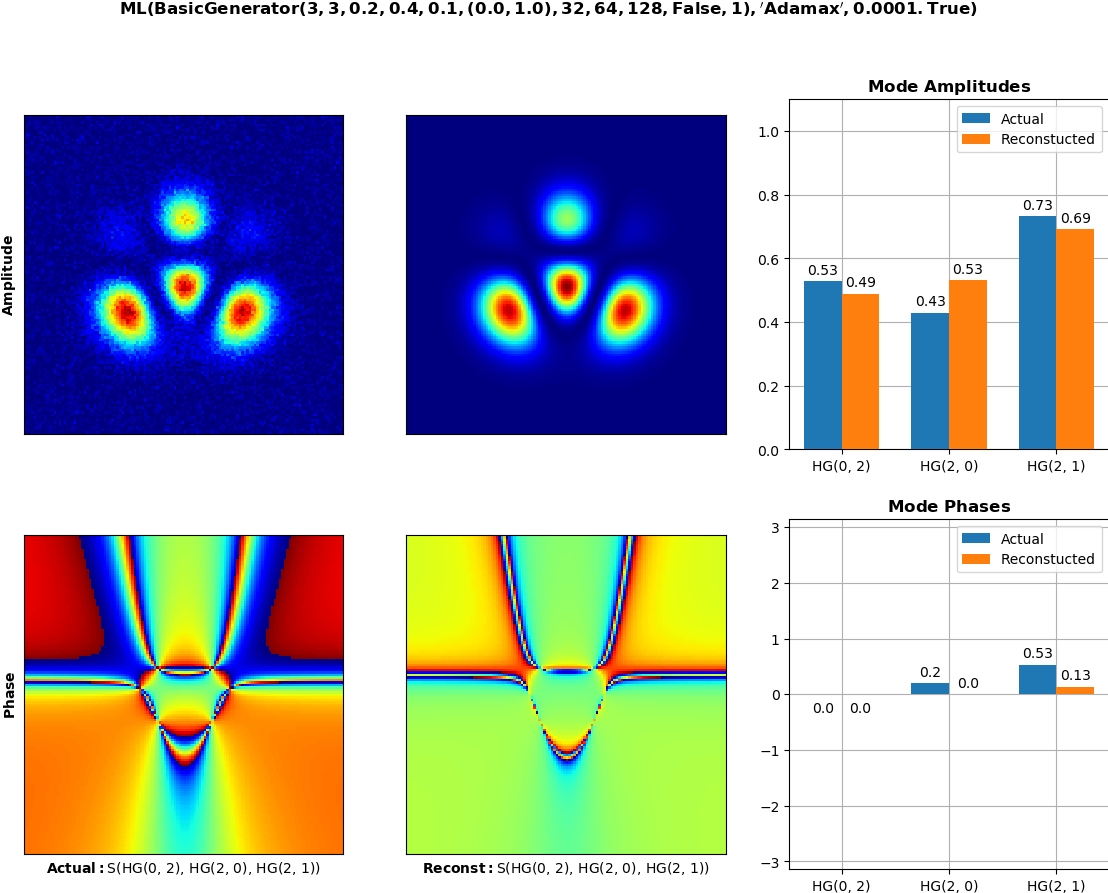 ML(BasicGenerator(3, 3, 0.2, 0.4, 0.1, (0.0, 1.0), 32, 64, 128, False, 1), ′Adamax′, 0.0001. True)
Mode Amplitudes
Actual
Reconstucted
1.0
0.8
0.6
0.4
0.2
0.0
0.53
0.49
0.43
0.53
0.73
0.69
HG(0, 2)
HG(2, 0)
HG(2, 1)
Amplitude
Mode Phases
Actual
Reconstucted
3
2
1
0
−1
−2
−3
0.0
0.0
0.2
0.0
0.53
0.13
HG(0, 2)
HG(2, 0)
HG(2, 1)
Phase
Actual: S(HG(0, 2), HG(2, 0), HG(2, 1))
Reconst: S(HG(0, 2), HG(2, 0), HG(2, 1))